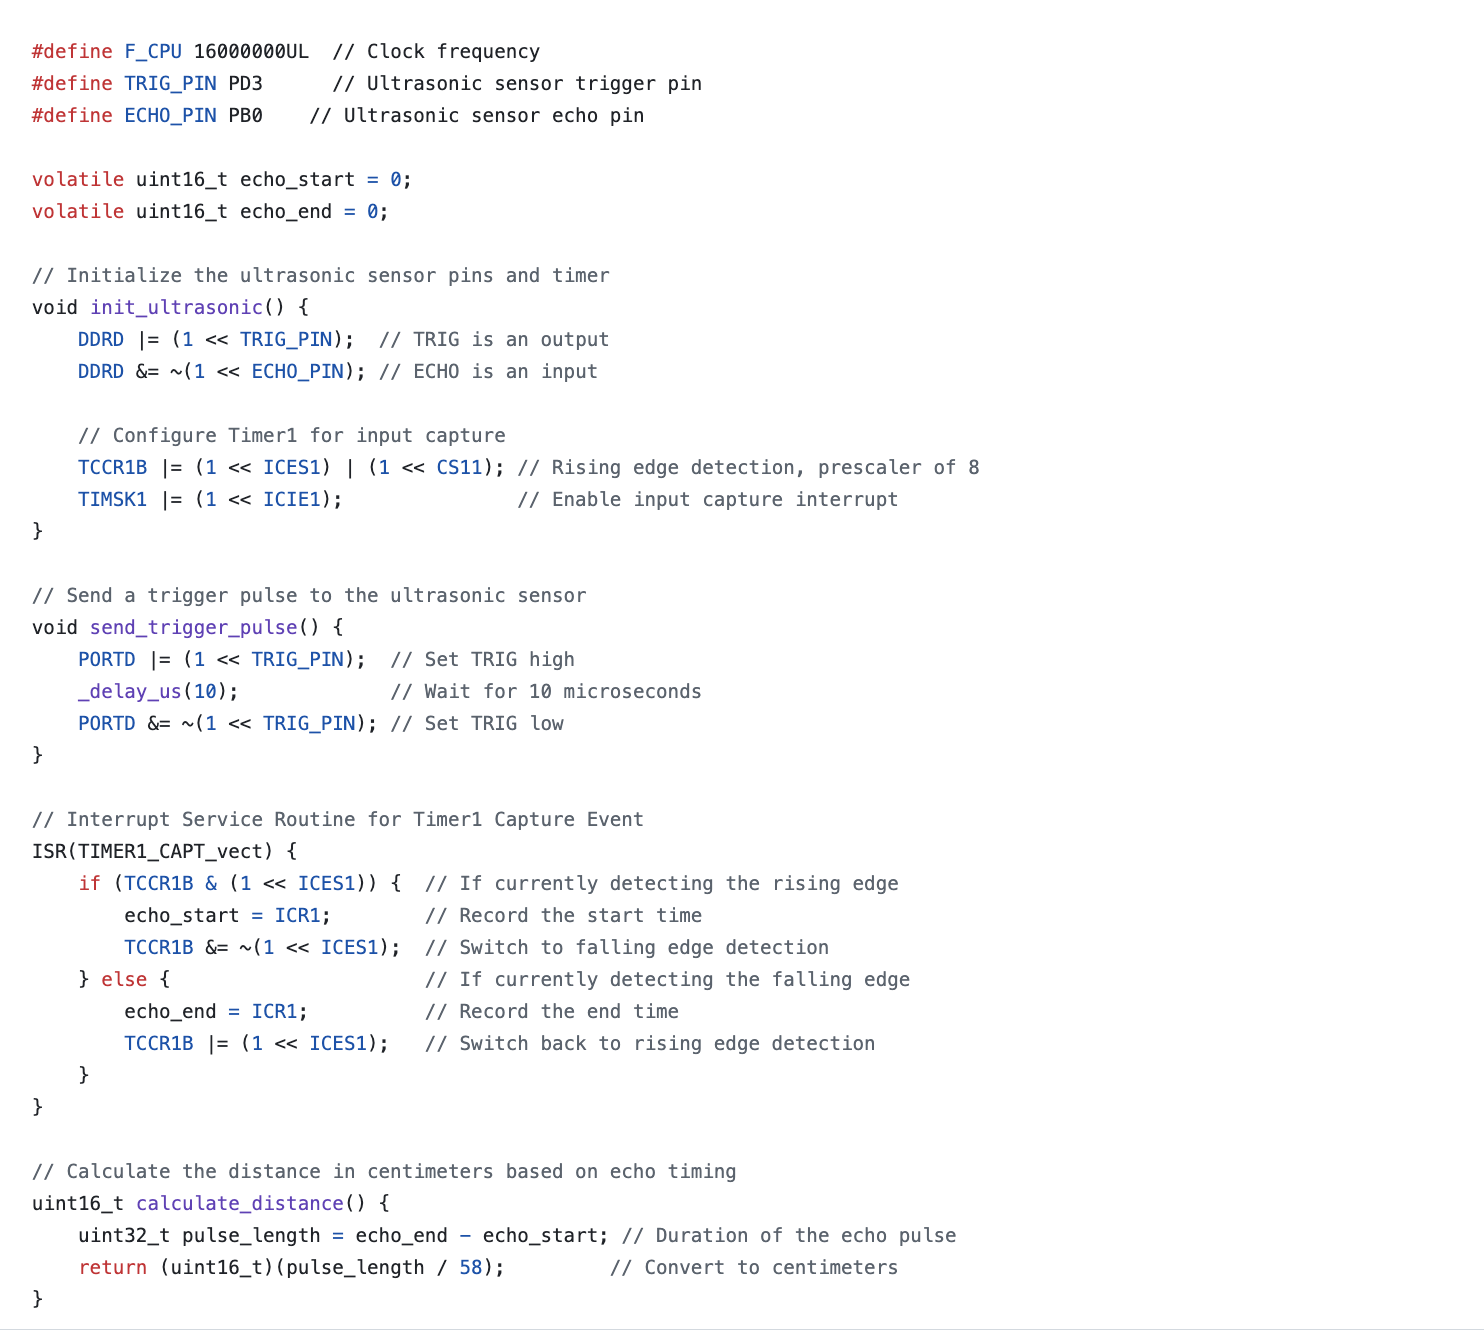 #define F_CPU 16000000UL  // Clock frequency
#define TRIG_PIN PD3      // Ultrasonic sensor trigger pin
#define ECHO_PIN PB0    // Ultrasonic sensor echo pin

volatile uint16_t echo_start = 0;
volatile uint16_t echo_end = 0;

// Initialize the ultrasonic sensor pins and timer
void init_ultrasonic() {
    DDRD |= (1 << TRIG_PIN);  // TRIG is an output
    DDRD &= ~(1 << ECHO_PIN); // ECHO is an input

    // Configure Timer1 for input capture
    TCCR1B |= (1 << ICES1) | (1 << CS11); // Rising edge detection, prescaler of 8
    TIMSK1 |= (1 << ICIE1);               // Enable input capture interrupt
}

// Send a trigger pulse to the ultrasonic sensor
void send_trigger_pulse() {
    PORTD |= (1 << TRIG_PIN);  // Set TRIG high
    _delay_us(10);             // Wait for 10 microseconds
    PORTD &= ~(1 << TRIG_PIN); // Set TRIG low
}

// Interrupt Service Routine for Timer1 Capture Event
ISR(TIMER1_CAPT_vect) {
    if (TCCR1B & (1 << ICES1)) {  // If currently detecting the rising edge
        echo_start = ICR1;        // Record the start time
        TCCR1B &= ~(1 << ICES1);  // Switch to falling edge detection
    } else {                      // If currently detecting the falling edge
        echo_end = ICR1;          // Record the end time
        TCCR1B |= (1 << ICES1);   // Switch back to rising edge detection
    }
}

// Calculate the distance in centimeters based on echo timing
uint16_t calculate_distance() {
    uint32_t pulse_length = echo_end - echo_start; // Duration of the echo pulse
    return (uint16_t)(pulse_length / 58);         // Convert to centimeters
}